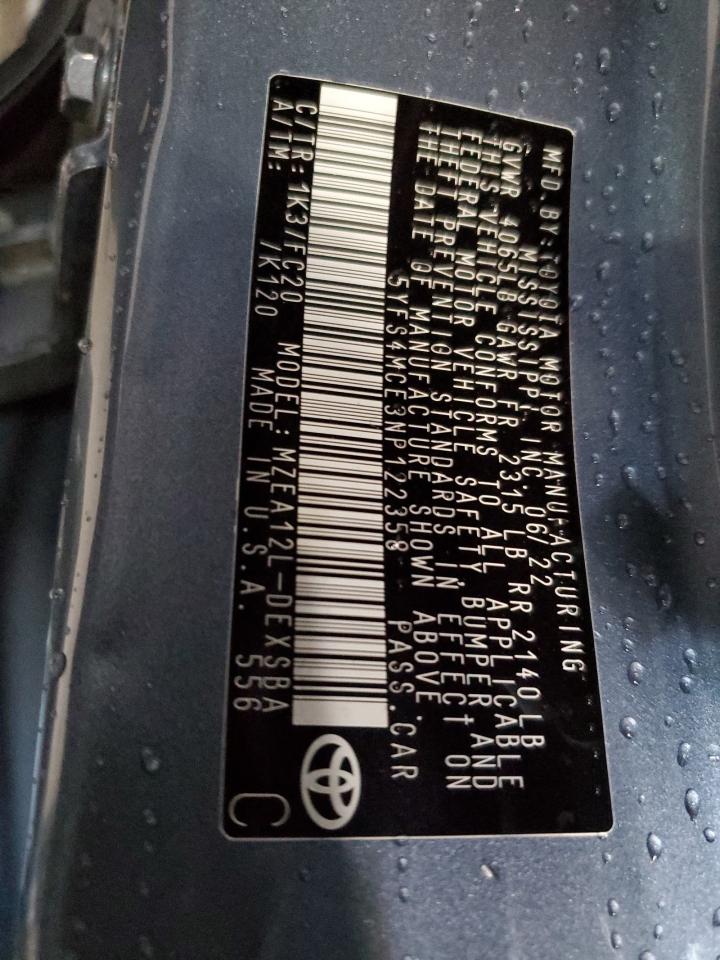 MFD.BY:TOYOTA MOTOR MANUFACTURING
MISSISSIPPI, INC. 06/22
GVWR 4065LB GAWR FR 2315 LB RR 2140LB
THIS VEHICLE CONFORMS TO ALL APPLICABLE
FEDERAL MOTOR VEHICLE SAFETY, BUMPER AND
THEFT PREVENTION STANDARDS IN EFFECT ON
THE DATE OF MANUFACTURE SHOWN ABOVE.
5YFS4MCE3NP122358 PASS.CAR
C/TR: 1K3/FC20 MODEL: MZEA12L-DEXSBA
A/TM: /K120 MADE IN U.S.A. 556
C